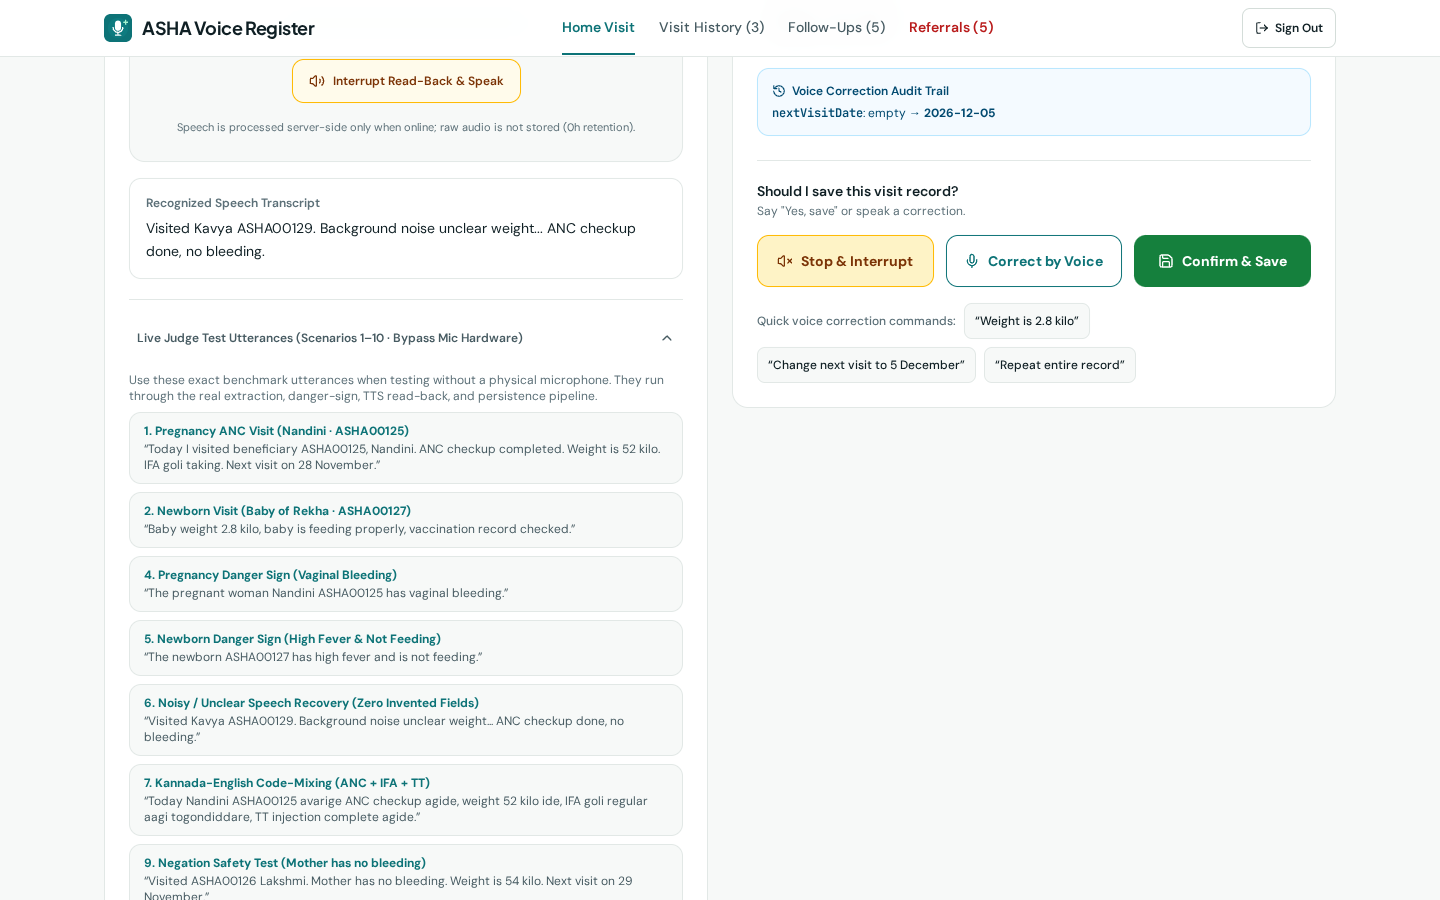 ASHA Voice Register
Home Visit
Visit History (3)
Follow-Ups (5)
Referrals (5)
Sign Out
Interrupt Read-Back & Speak
Speech is processed server-side only when online; raw audio is not stored (0h retention).
Recognized Speech Transcript
Visited Kavya ASHA00129. Background noise unclear weight... ANC checkup
done, no bleeding.
Live Judge Test Utterances (Scenarios 1–10 · Bypass Mic Hardware)
Use these exact benchmark utterances when testing without a physical microphone. They run
through the real extraction, danger-sign, TTS read-back, and persistence pipeline.
1. Pregnancy ANC Visit (Nandini · ASHA00125)
“Today I visited beneficiary ASHA00125, Nandini. ANC checkup completed. Weight is 52 kilo.
IFA goli taking. Next visit on 28 November.”
2. Newborn Visit (Baby of Rekha · ASHA00127)
“Baby weight 2.8 kilo, baby is feeding properly, vaccination record checked.”
4. Pregnancy Danger Sign (Vaginal Bleeding)
“The pregnant woman Nandini ASHA00125 has vaginal bleeding.”
5. Newborn Danger Sign (High Fever & Not Feeding)
“The newborn ASHA00127 has high fever and is not feeding.”
6. Noisy / Unclear Speech Recovery (Zero Invented Fields)
“Visited Kavya ASHA00129. Background noise unclear weight... ANC checkup done, no
bleeding.”
7. Kannada-English Code-Mixing (ANC + IFA + TT)
“Today Nandini ASHA00125 avarige ANC checkup agide, weight 52 kilo ide, IFA goli regular
aagi togondiddare, TT injection complete agide.”
9. Negation Safety Test (Mother has no bleeding)
“Visited ASHA00126 Lakshmi. Mother has no bleeding. Weight is 54 kilo. Next visit on 29
November.”
Voice Correction Audit Trail
nextVisitDate: empty → 2026-12-05
Should I save this visit record?
Say "Yes, save" or speak a correction.
Stop & Interrupt
Correct by Voice
Confirm & Save
Quick voice correction commands:
“Weight is 2.8 kilo”
“Change next visit to 5 December”
“Repeat entire record”